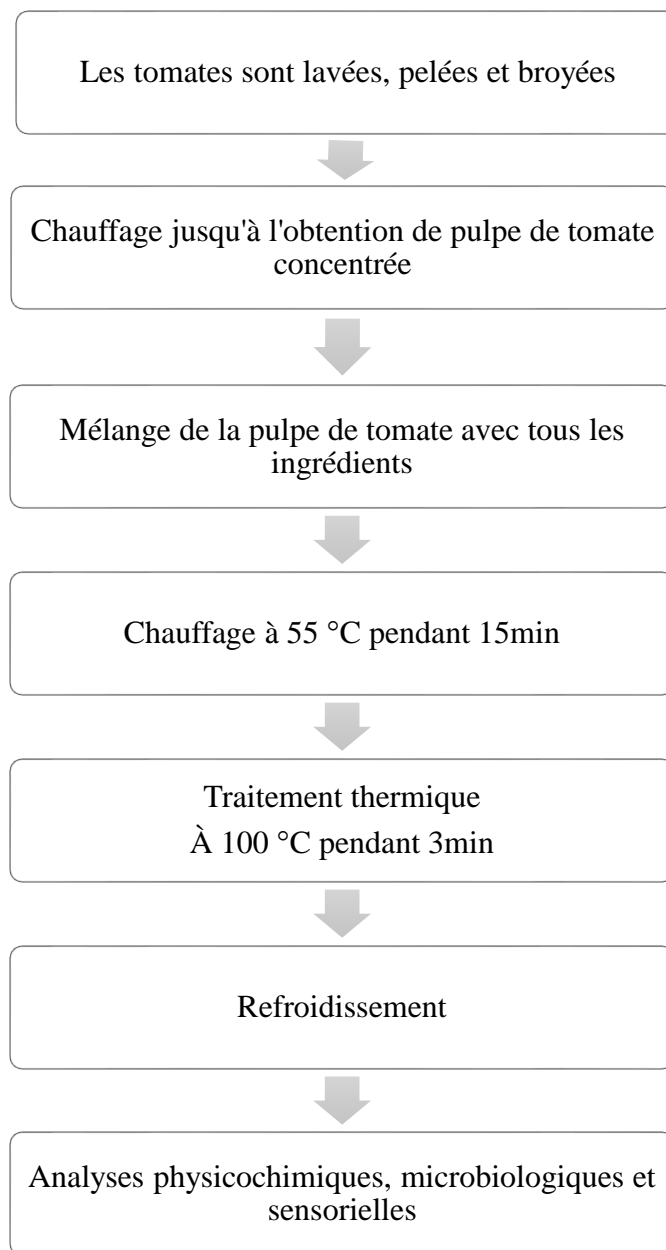 Les tomates sont lavées, pelées et broyées
Chauffage jusqu'à l'obtention de pulpe de tomate
concentrée
Mélange de la pulpe de tomate avec tous les
ingrédients
Chauffage à 55 °C pendant 15min
Traitement thermique
À 100 °C pendant 3min
Refroidissement
Analyses physicochimiques, microbiologiques et
sensorielles